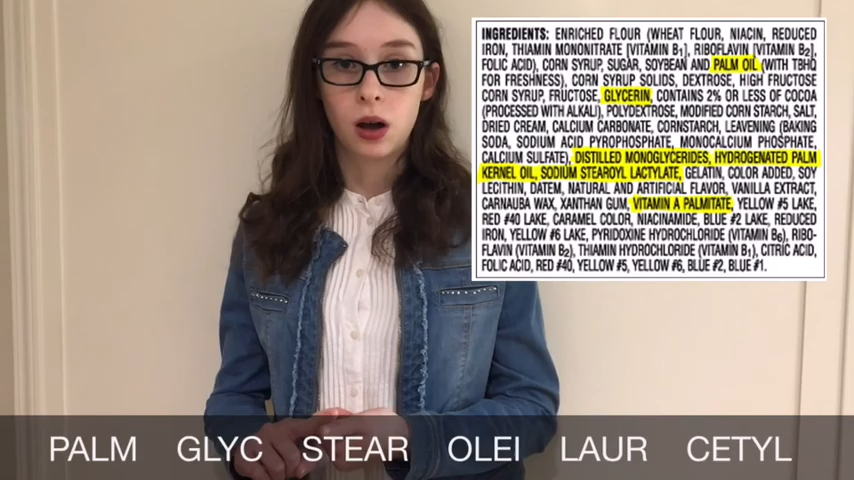 INGREDIENTS: ENRICHED FLOUR (WHEAT FLOUR, NIACIN, REDUCED
IRON, THIAMIN MONONITRATE [VITAMIN B1], RIBOFLAVIN [VITAMIN B2],
FOLIC ACID), CORN SYRUP, SUGAR, SOYBEAN AND PALM OIL (WITH TBHQ
FOR FRESHNESS), CORN SYRUP SOLIDS, DEXTROSE, HIGH FRUCTOSE
CORN SYRUP, FRUCTOSE, GLYCERIN, CONTAINS 2% OR LESS OF COCOA
(PROCESSED WITH ALKALI), POLYDEXTROSE, MODIFIED CORN STARCH, SALT,
DRIED CREAM, CALCIUM CARBONATE, CORNSTARCH, LEAVENING (BAKING
SODA, SODIUM ACID PYROPHOSPHATE, MONOCALCIUM PHOSPHATE,
CALCIUM SULFATE), DISTILLED MONOGLYCERIDES, HYDROGENATED PALM
KERNEL OIL, SODIUM STEAROYL LACTYLATE, GELATIN, COLOR ADDED, SOY
LECITHIN, DATEM, NATURAL AND ARTIFICIAL FLAVOR, VANILLA EXTRACT,
CARNAUBA WAX, XANTHAN GUM, VITAMIN A PALMITATE, YELLOW #5 LAKE,
RED #40 LAKE, CARAMEL COLOR, NIACINAMIDE, BLUE #2 LAKE, REDUCED
IRON, YELLOW #6 LAKE, PYRIDOXINE HYDROCHLORIDE (VITAMIN B6), RIBO-
FLAVIN (VITAMIN B2), THIAMIN HYDROCHLORIDE (VITAMIN B1), CITRIC ACID,
FOLIC ACID, RED #40, YELLOW #5, YELLOW #6, BLUE #2, BLUE #1.
PALM GLYC STEAR OLEI LAUR CETYL